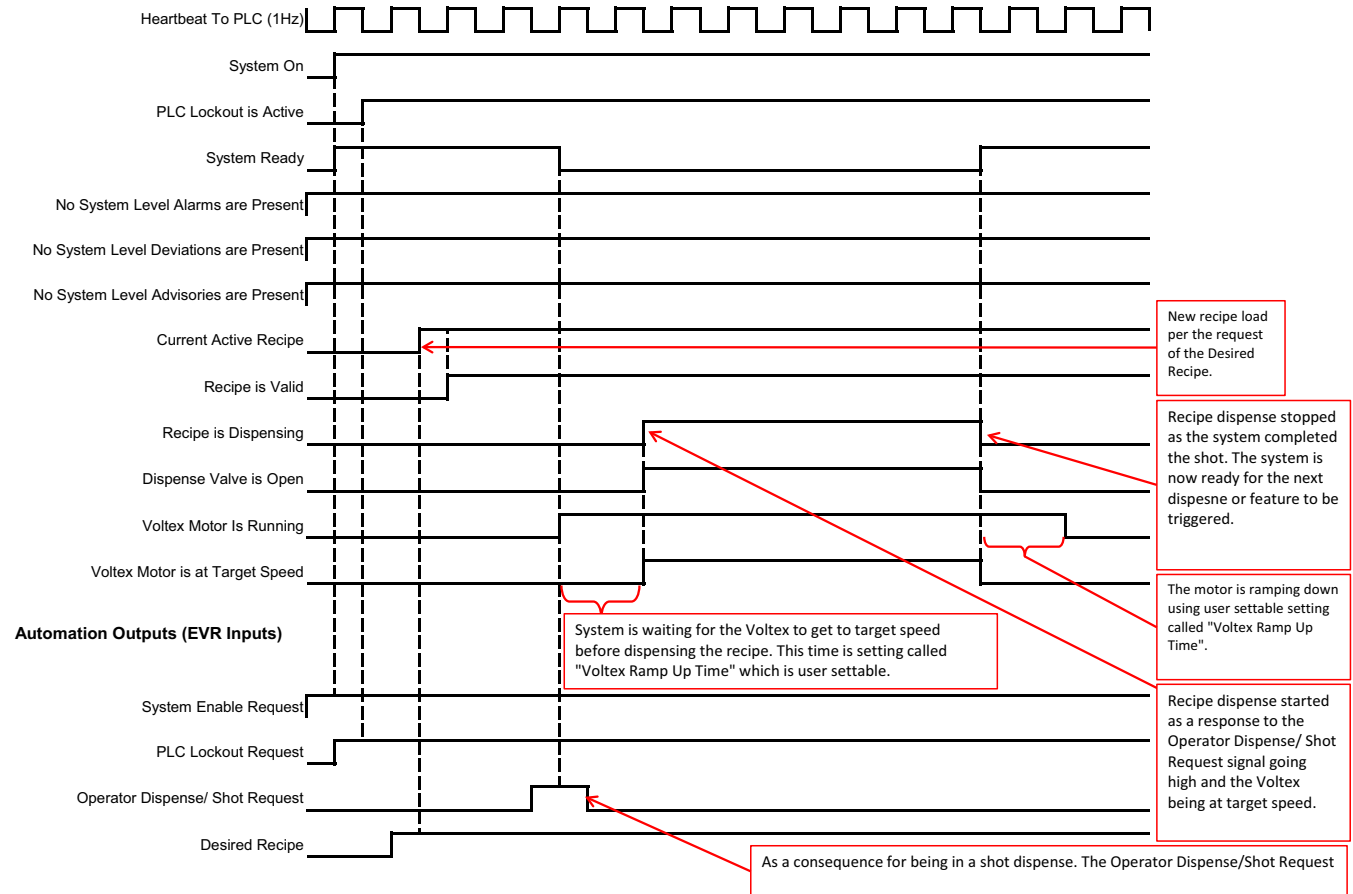 Heartbeat To PLC (1Hz)
System On
PLC Lockout is Active
System Ready
No System Level Alarms are Present
No System Level Deviations are Present
No System Level Advisories are Present
Current Active Recipe
Recipe is Valid
Recipe is Dispensing
Dispense Valve is Open
Voltex Motor Is Running
Voltex Motor is at Target Speed
New recipe load
per the request
of the Desired
Recipe.
Recipe dispense stopped
as the system completed
the shot. The system is
now ready for the next
dispesne or feature to be
triggered.
The motor is ramping down
using user settable setting
called "Voltex Ramp Up
Time".
System is waiting for the Voltex to get to target speed
before dispensing the recipe. This time is setting called
"Voltex Ramp Up Time" which is user settable.
Recipe dispense started
as a response to the
Operator Dispense/ Shot
Request signal going
high and the Voltex
being at target speed.
Automation Outputs (EVR Inputs)
System Enable Request
PLC Lockout Request
Operator Dispense/ Shot Request
Desired Recipe
As a consequence for being in a shot dispense. The Operator Dispense/Shot Request